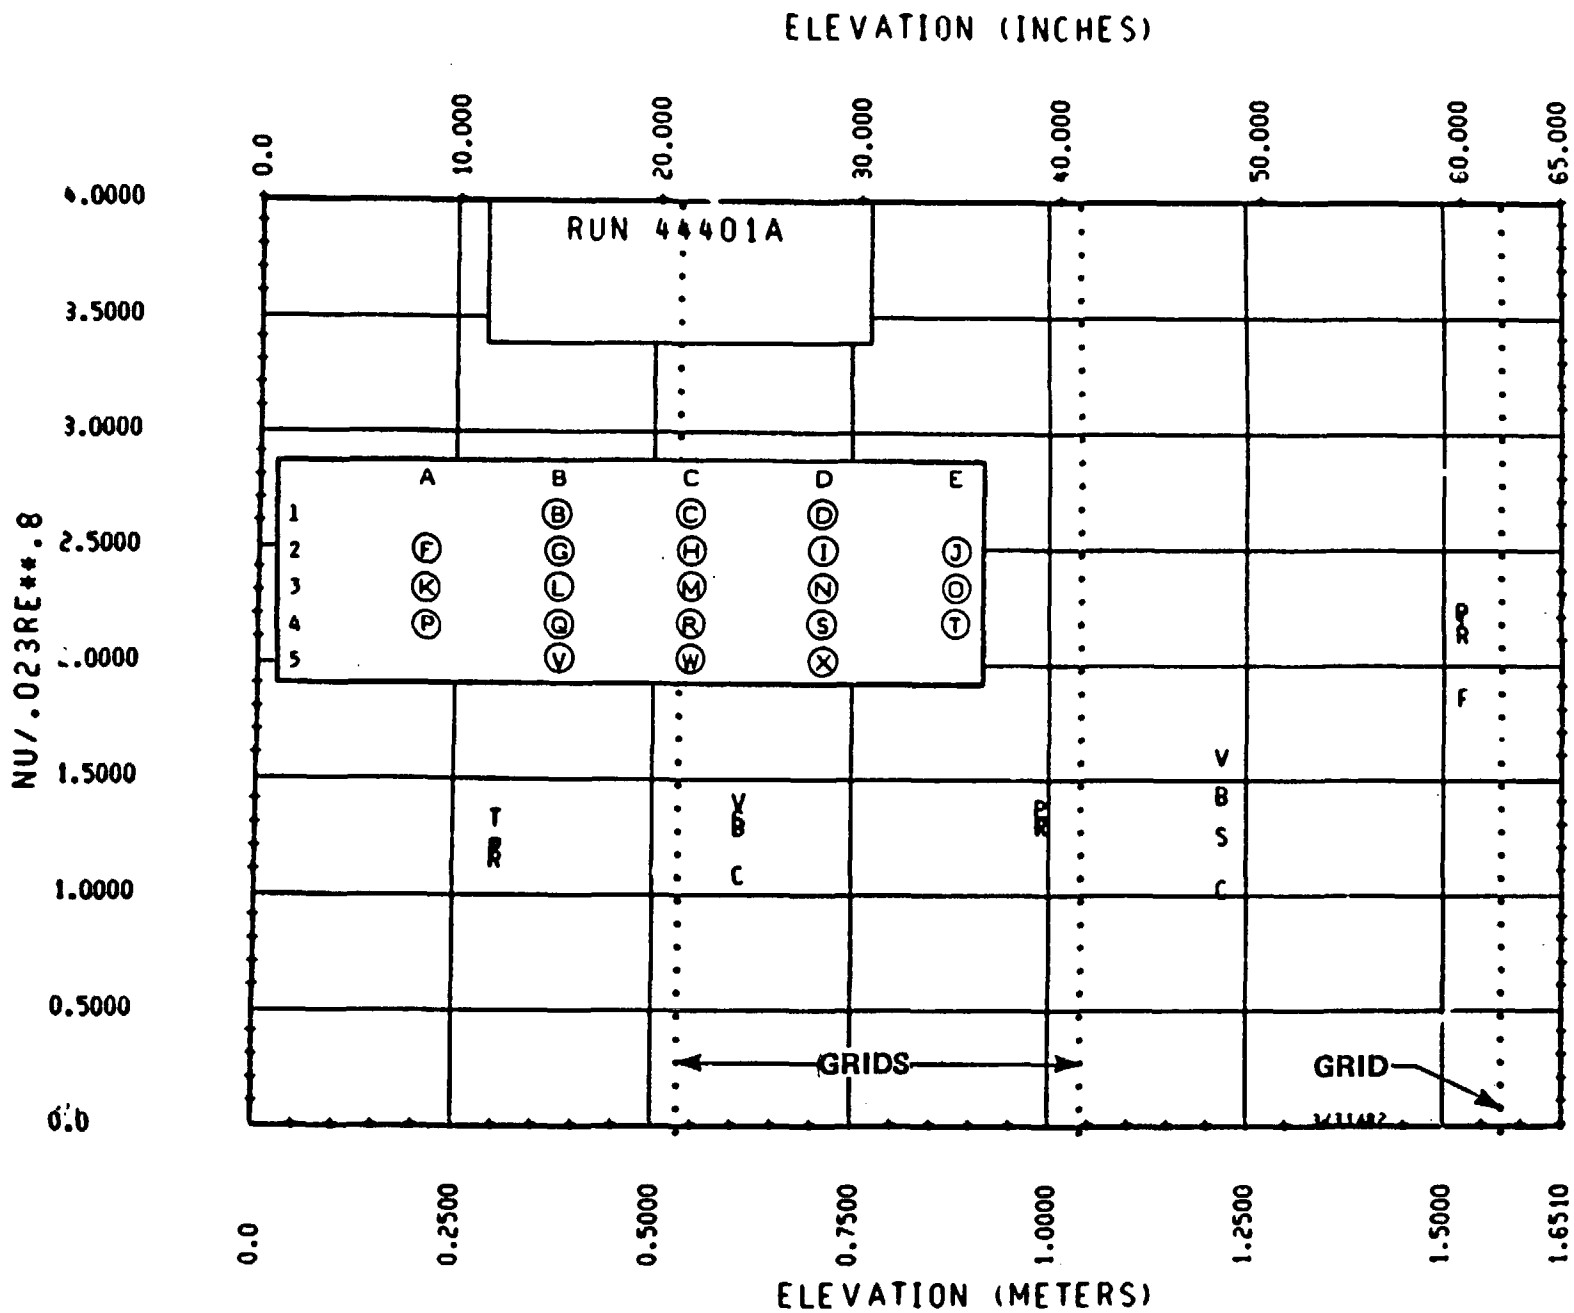 ELEVATION (INCHES)
0.0 10.000 20.000 30.000 40.000 50.000 60.000 65.000
4.0000
RUN 44401A
3.5000
3.0000
A B C D E
1 B C D
2 F G H I J
3 K L M N O
4 P Q R S T
5 V W X
2.5000
.0000
1.5000
1.0000
0.5000
0.0
NU/.023RE**.8
F
V
T V B
B S
C C
GRIDS
GRID
0.0 0.2500 0.5000 0.7500 1.0000 1.2500 1.5000 1.6510
ELEVATION (METERS)